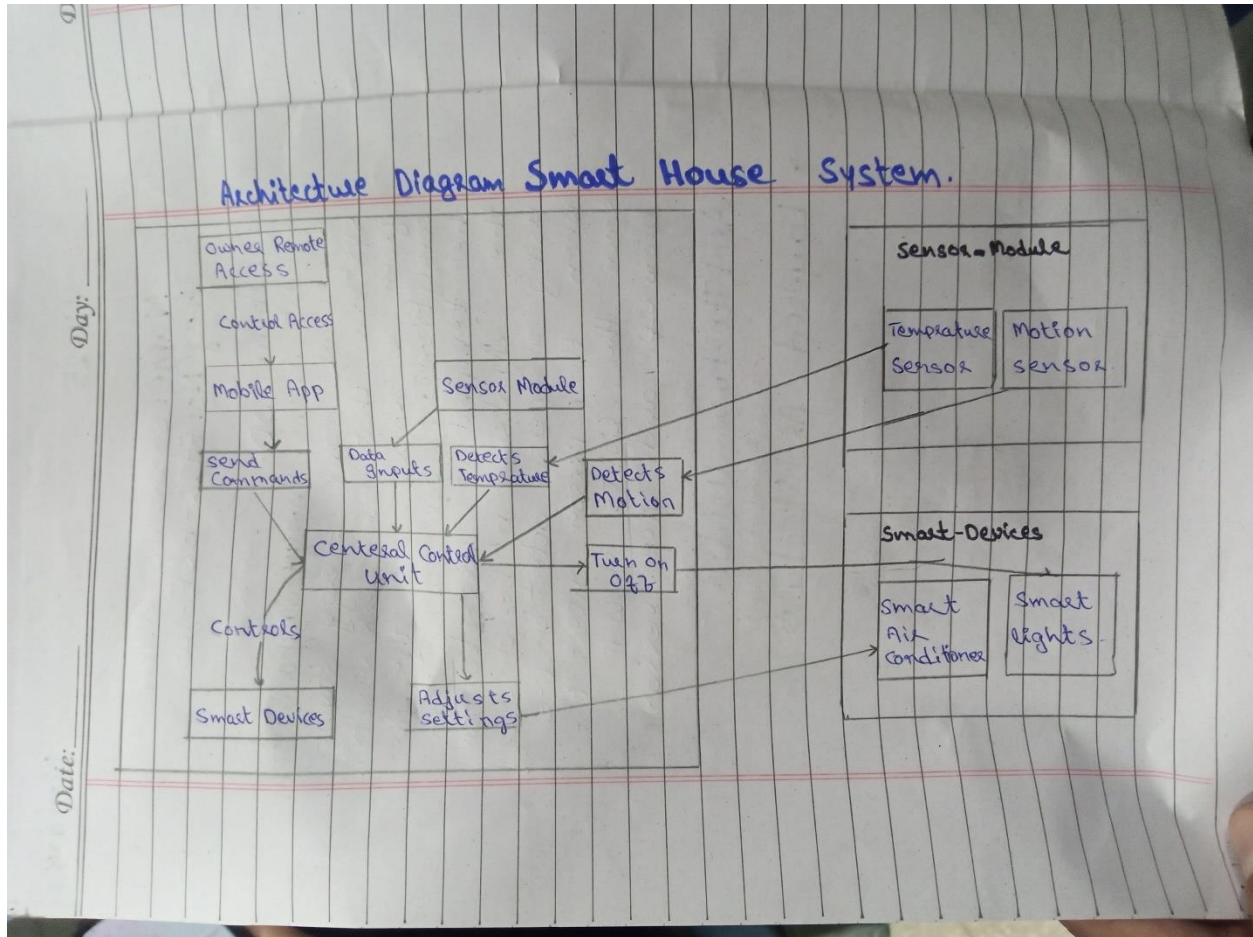 Architecture Diagram Smart House System.
Owner Remote
Access
Control Access
Mobile App
Send
Commands
Sensor Module
Data
Inputs
Detects
Temprature
Detects
Motion
Centeral Control
unit
Turn on
Off
Controls
Smart Devices
Adjusts
settings
Sensor-Module
Temprature
Sensor
Motion
sensor
Smart-Devices
Smart
Air
Conditioner
Smart
lights
Day:
Date:
D